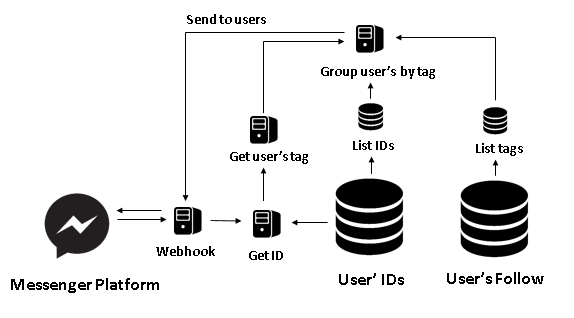 Send to users
Group user's by tag
List IDs
List tags
Get user's tag
Webhook
Get ID
User' IDs
User's Follow
Messenger Platform